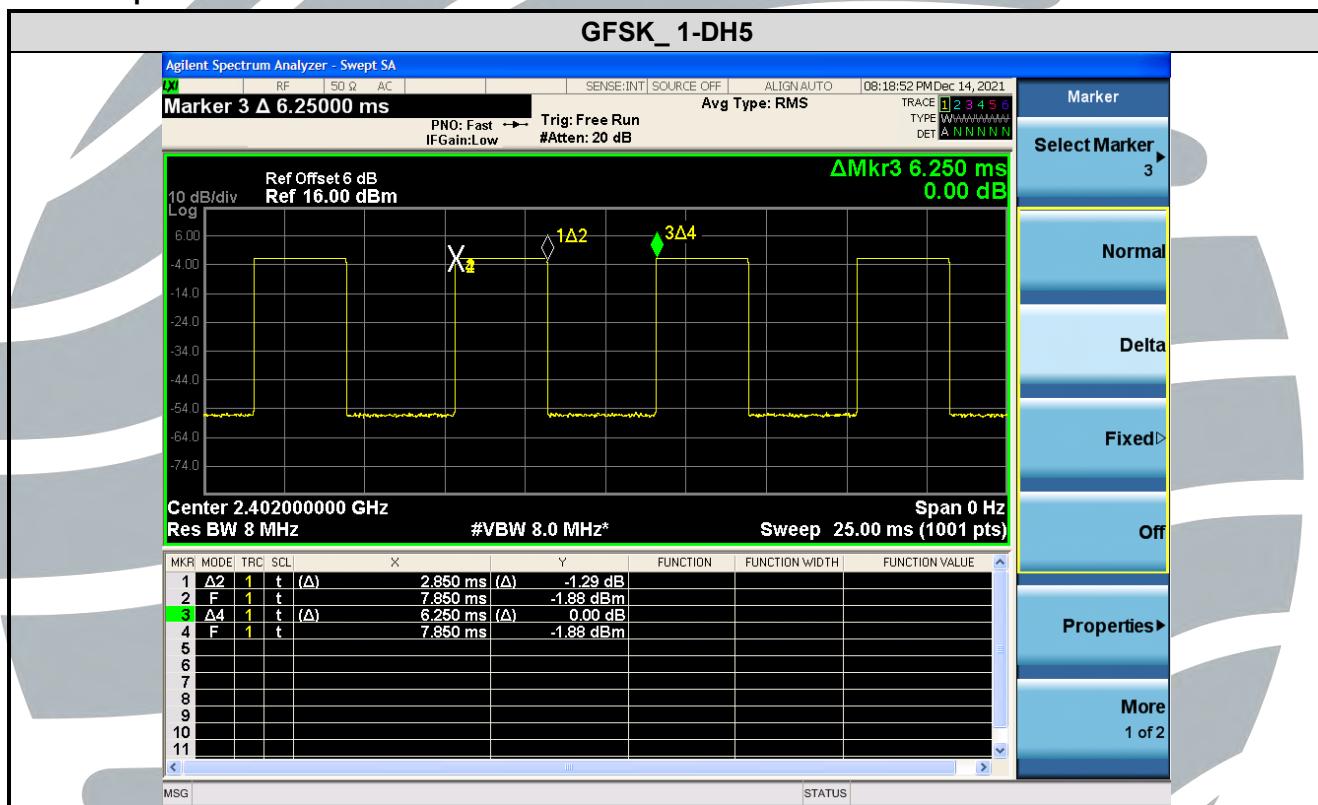 GFSK_ 1-DH5
Agilent Spectrum Analyzer - Swept SA
LXI RF 50 Ω AC SENSE:INT SOURCE OFF ALIGN AUTO 08:18:52 PM Dec 14, 2021
Marker 3 Δ 6.25000 ms
PNO: Fast
IFGain:Low
Trig: Free Run
#Atten: 20 dB
Avg Type: RMS
TRACE 1 2 3 4 5 6
TYPE WWWWWW
DET A N N N N N
ΔMkr3 6.250 ms
0.00 dB
Ref Offset 6 dB
10 dB/div Ref 16.00 dBm
Log
6.00
-4.00
-14.0
-24.0
-34.0
-44.0
-54.0
-64.0
-74.0
1Δ2
3Δ4
Center 2.402000000 GHz Span 0 Hz
Res BW 8 MHz #VBW 8.0 MHz* Sweep 25.00 ms (1001 pts)
MKR MODE TRC SCL X Y FUNCTION FUNCTION WIDTH FUNCTION VALUE
1 Δ2 1 t (Δ) 2.850 ms (Δ) -1.29 dB
2 F 1 t 7.850 ms -1.88 dBm
3 Δ4 1 t (Δ) 6.250 ms (Δ) 0.00 dB
4 F 1 t 7.850 ms -1.88 dBm
5
6
7
8
9
10
11
MSG STATUS
Marker
Select Marker
3
Normal
Delta
Fixed
Off
Properties
More
1 of 2